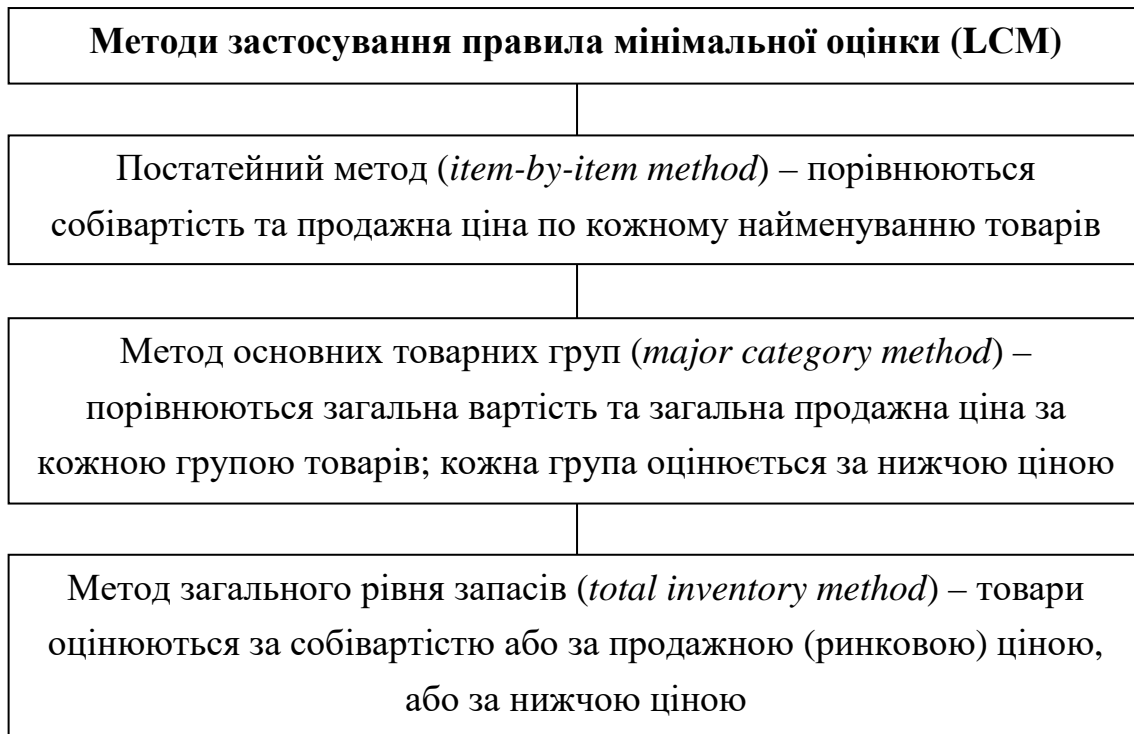 Методи застосування правила мінімальної оцінки (LCM)
Постатейний метод (item-by-item method) – порівнюються
собівартість та продажна ціна по кожному найменуванню товарів
Метод основних товарних груп (major category method) –
порівнюються загальна вартість та загальна продажна ціна за
кожною групою товарів; кожна група оцінюється за нижчою ціною
Метод загального рівня запасів (total inventory method) – товари
оцінюються за собівартістю або за продажною (ринковою) ціною,
або за нижчою ціною